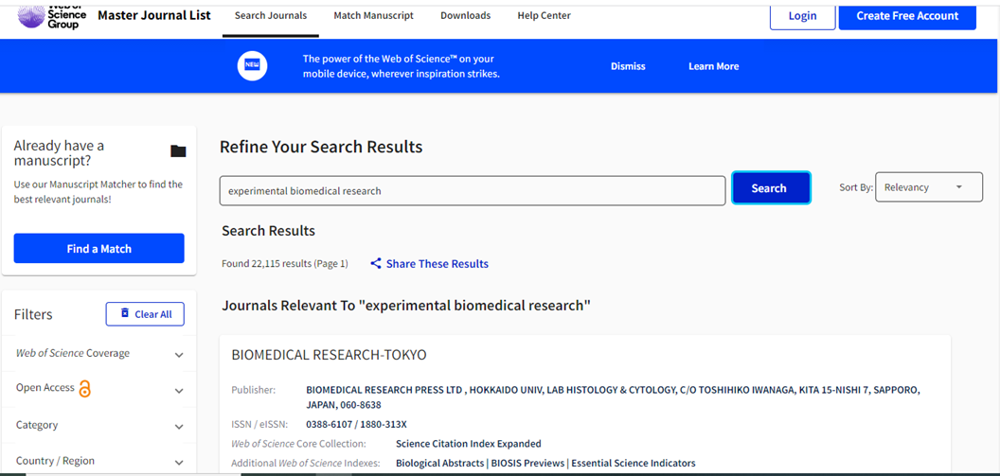 Web of Science Group
Master Journal List
Search Journals
Match Manuscript
Downloads
Help Center
Login
Create Free Account
NEW
The power of the Web of Science™ on your
mobile device, wherever inspiration strikes.
Dismiss
Learn More
Already have a
manuscript?
Use our Manuscript Matcher to find the
best relevant journals!
Find a Match
Filters
Clear All
Web of Science Coverage
Open Access
Category
Country / Region
Refine Your Search Results
experimental biomedical research
Search
Sort By:
Relevancy
Search Results
Found 22,115 results (Page 1)
Share These Results
Journals Relevant To "experimental biomedical research"
BIOMEDICAL RESEARCH-TOKYO
Publisher: BIOMEDICAL RESEARCH PRESS LTD , HOKKAIDO UNIV, LAB HISTOLOGY & CYTOLOGY, C/O TOSHIHIKO IWANAGA, KITA 15-NISHI 7, SAPPORO,
JAPAN, 060-8638
ISSN / eISSN: 0388-6107 / 1880-313X
Web of Science Core Collection: Science Citation Index Expanded
Additional Web of Science Indexes: Biological Abstracts | BIOSIS Previews | Essential Science Indicators